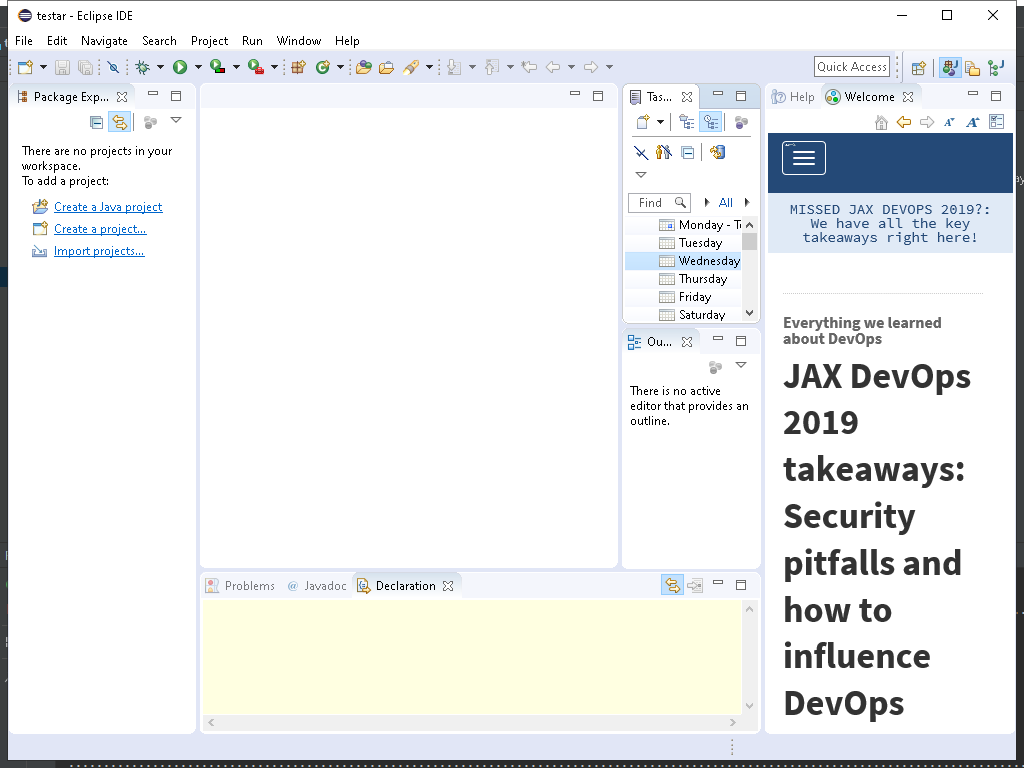 testar - Eclipse IDE
File Edit Navigate Search Project Run Window Help
Quick Access
Package Exp...
There are no projects in your
workspace.
To add a project:
Create a Java project
Create a project...
Import projects...
Tas...
Find
All
Monday - T
Tuesday
Wednesday
Thursday
Friday
Saturday
Ou...
There is no active
editor that provides an
outline.
Problems
@ Javadoc
Declaration
Help
Welcome
MISSED JAX DEVOPS 2019?:
We have all the key
takeaways right here!
Everything we learned
about DevOps
JAX DevOps
2019
takeaways:
Security
pitfalls and
how to
influence
DevOps